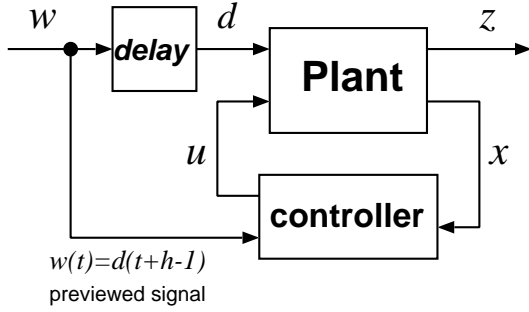 w
delay
d
Plant
z
u
x
controller
w(t)=d(t+h-1)
previewed signal